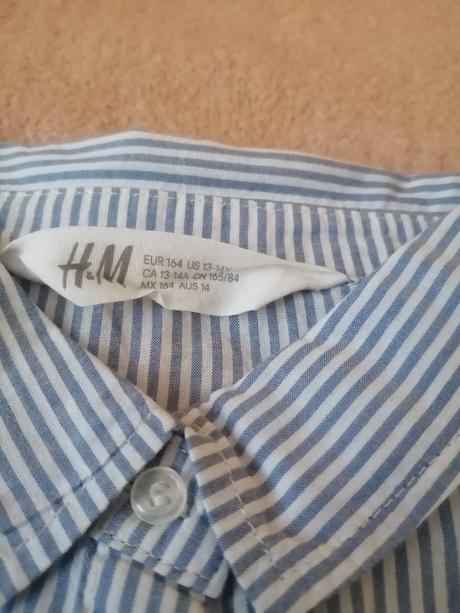 H&M
EUR 164 US 13-14Y
CA 13-14A CN 165/84
MX 164 AUS 14